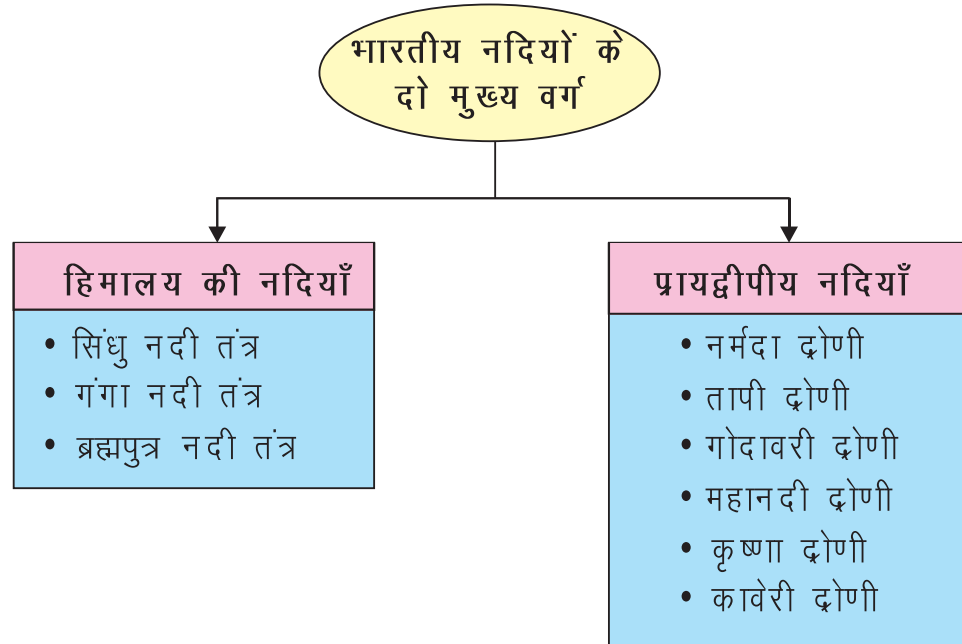 भारतीय नदियों के
दो मुख्य वर्ग
हिमालय की नदियाँ
• सिंधु नदी तंत्र
• गंगा नदी तंत्र
• ब्रह्मपुत्र नदी तंत्र
प्रायद्वीपीय नदियाँ
• नर्मदा द्रोणी
• तापी द्रोणी
• गोदावरी द्रोणी
• महानदी द्रोणी
• कृष्णा द्रोणी
• कावेरी द्रोणी